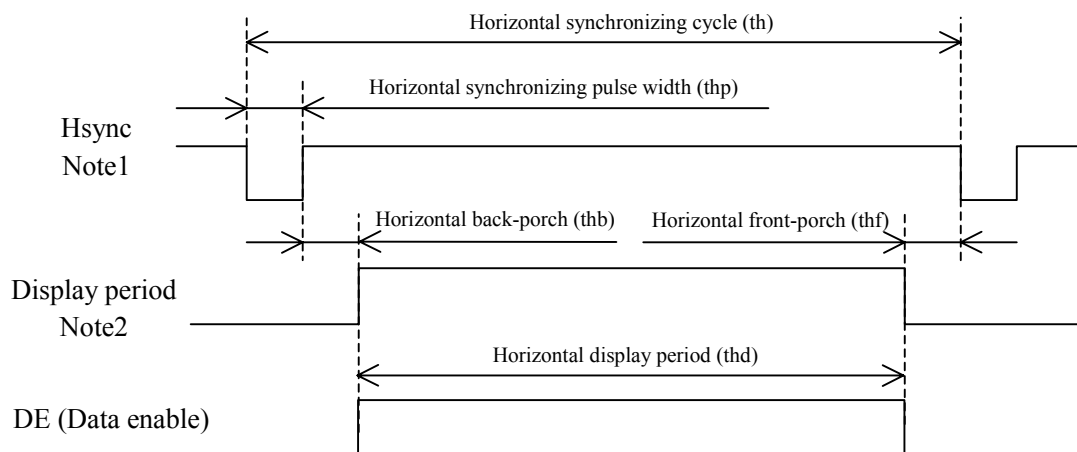 Horizontal synchronizing cycle (th)
Horizontal synchronizing pulse width (thp)
Hsync
Note1
Horizontal back-porch (thb)
Horizontal front-porch (thf)
Display period
Note2
Horizontal display period (thd)
DE (Data enable)